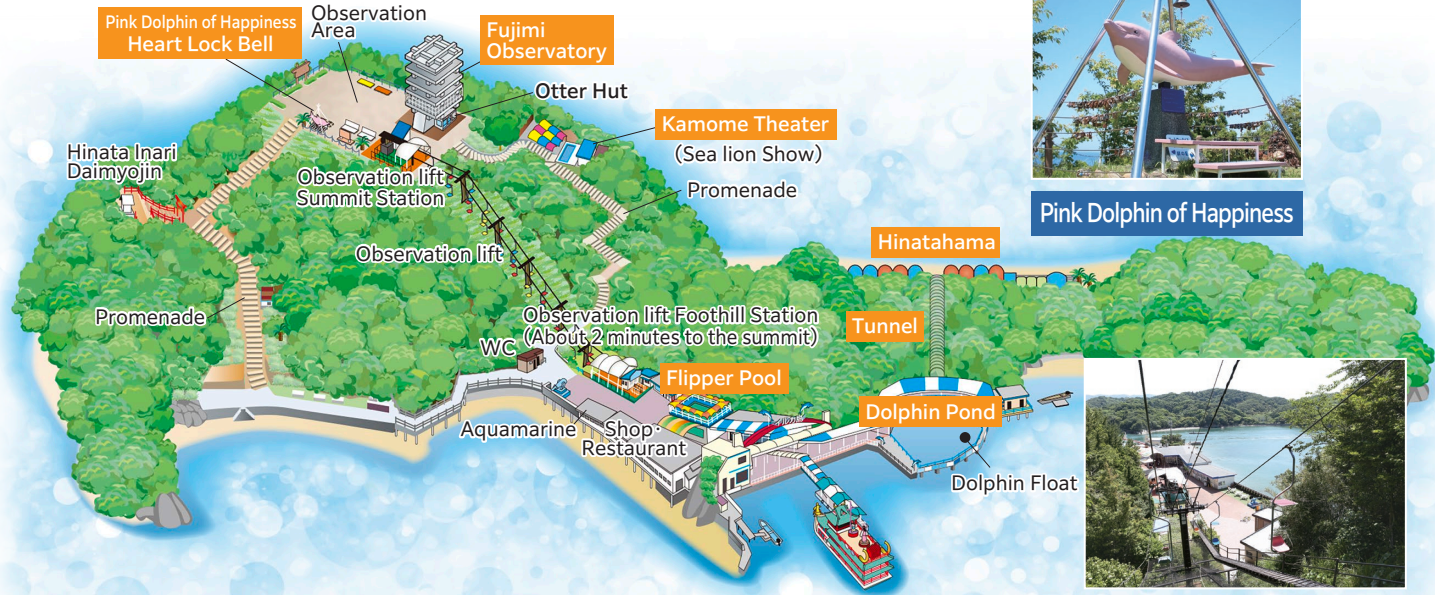 Pink Dolphin of Happiness
Heart Lock Bell
Observation
Area
Fujimi
Observatory
Otter Hut
Kamome Theater
(Sea lion Show)
Promenade
Hinata Inari
Daimyojin
Observation lift
Summit Station
Observation lift
Promenade
Observation lift Foothill Station
(About 2 minutes to the summit)
WC
Flipper Pool
Aquamarine
Shop・
Restaurant
Hinatahama
Tunnel
Dolphin Pond
Dolphin Float
Pink Dolphin of Happiness